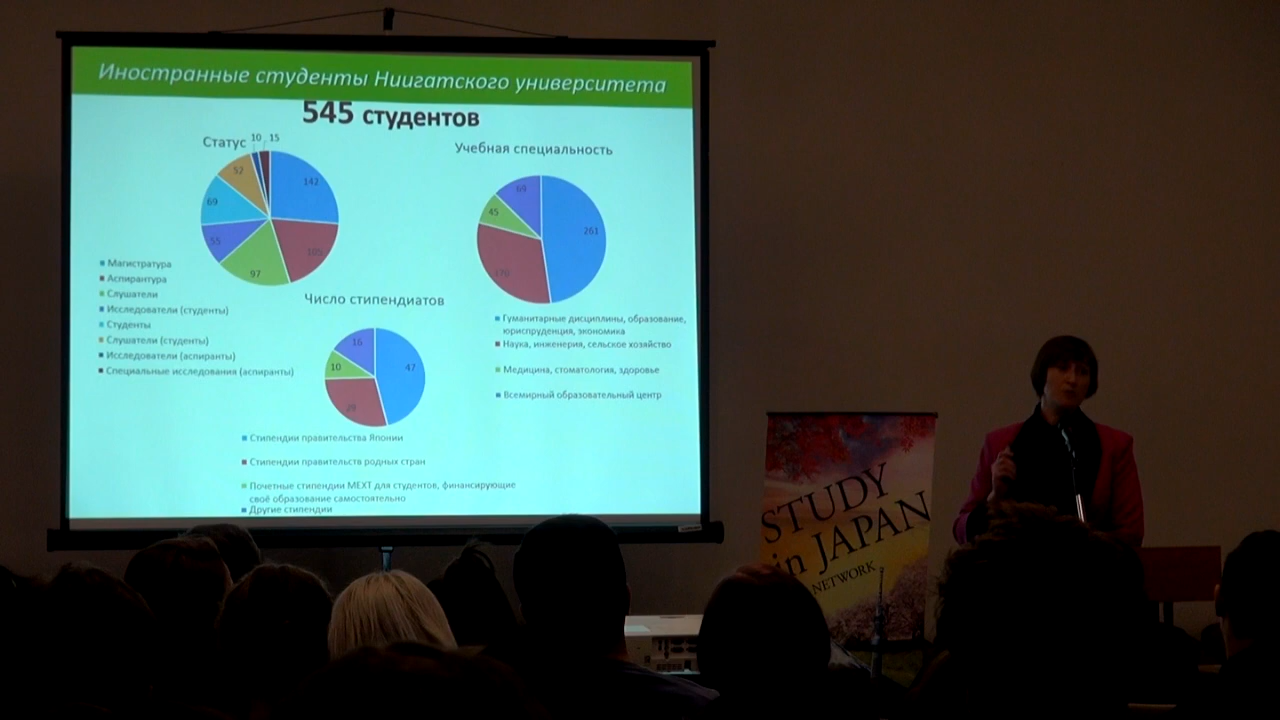 Иностранные студенты Ниигатского университета
545 студентов
Статус
10
15
142
105
97
55
69
52
Магистратура
Аспирантура
Слушатели
Исследователи (студенты)
Студенты
Слушатели (студенты)
Исследователи (аспиранты)
Специальные исследования (аспиранты)
Число стипендиатов
47
10
16
Стипендии правительства Японии
Стипендии правительств родных стран
Почетные стипендии MEXT для студентов, финансирующие
своё образование самостоятельно
Другие стипендии
Учебная специальность
261
170
45
69
Гуманитарные дисциплины, образование,
юриспруденция, экономика
Наука, инженерия, сельское хозяйство
Медицина, стоматология, здоровье
Всемирный образовательный центр
STUDY
in JAPAN
NETWORK